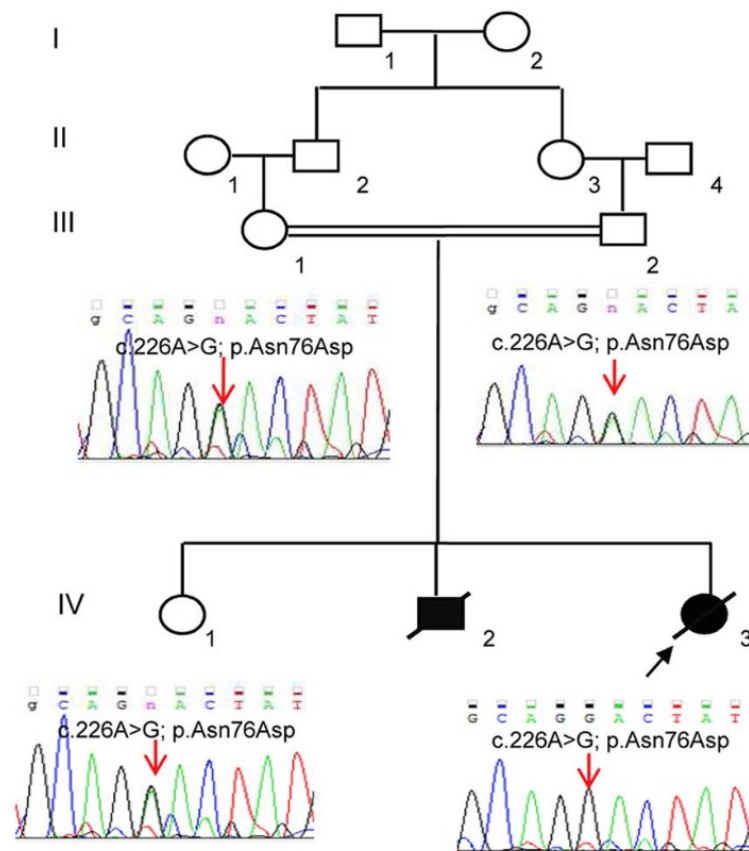 I
1 2
II
1 2 3 4
III
1 2
g C A G n A C T A T
c.226A>G; p.Asn76Asp
g C A G n A C T A
c.226A>G; p.Asn76Asp
IV
1 2 3
g C A G n A C T A T
c.226A>G; p.Asn76Asp
G C A G G A C T A T
c.226A>G; p.Asn76Asp